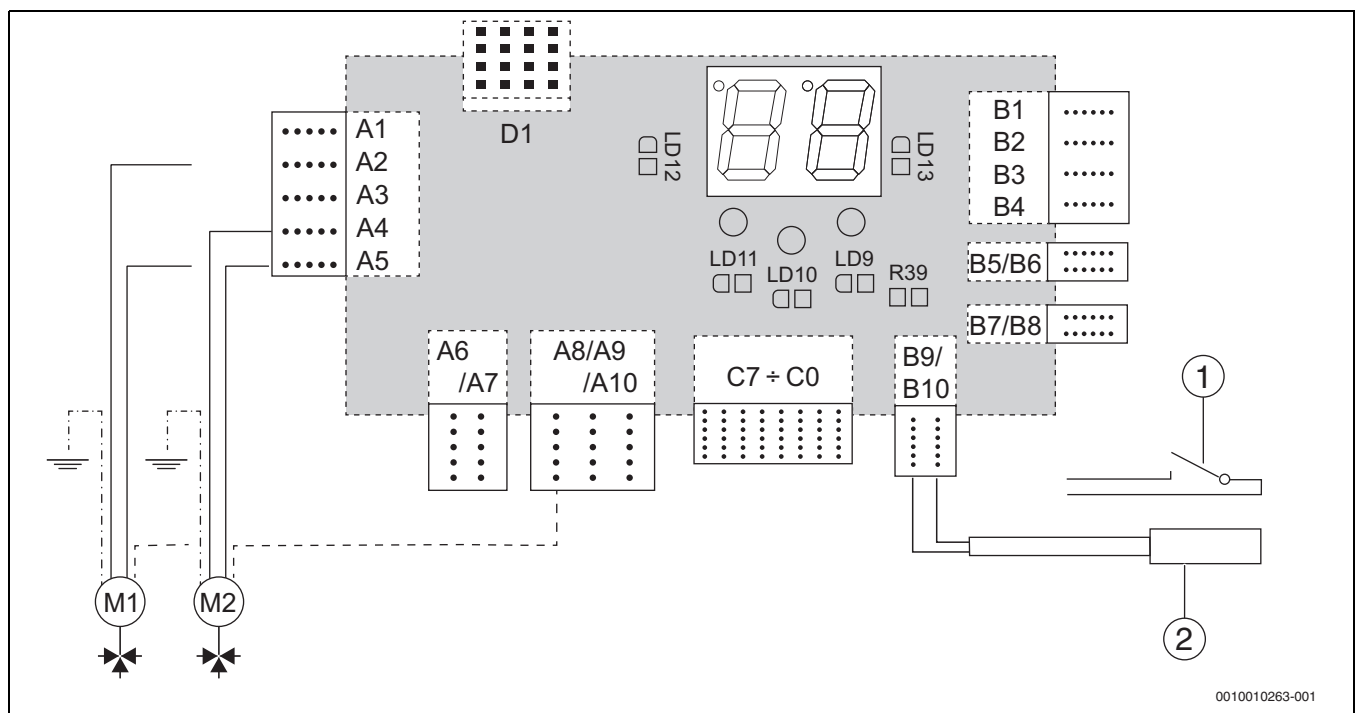 D1
A1
A2
A3
A4
A5
LD12
LD13
LD11
LD10
LD9
R39
B1
B2
B3
B4
B5/B6
B7/B8
A6
/A7
A8/A9
/A10
C7 ÷ C0
B9/
B10
1
2
M1
M2
0010010263-001